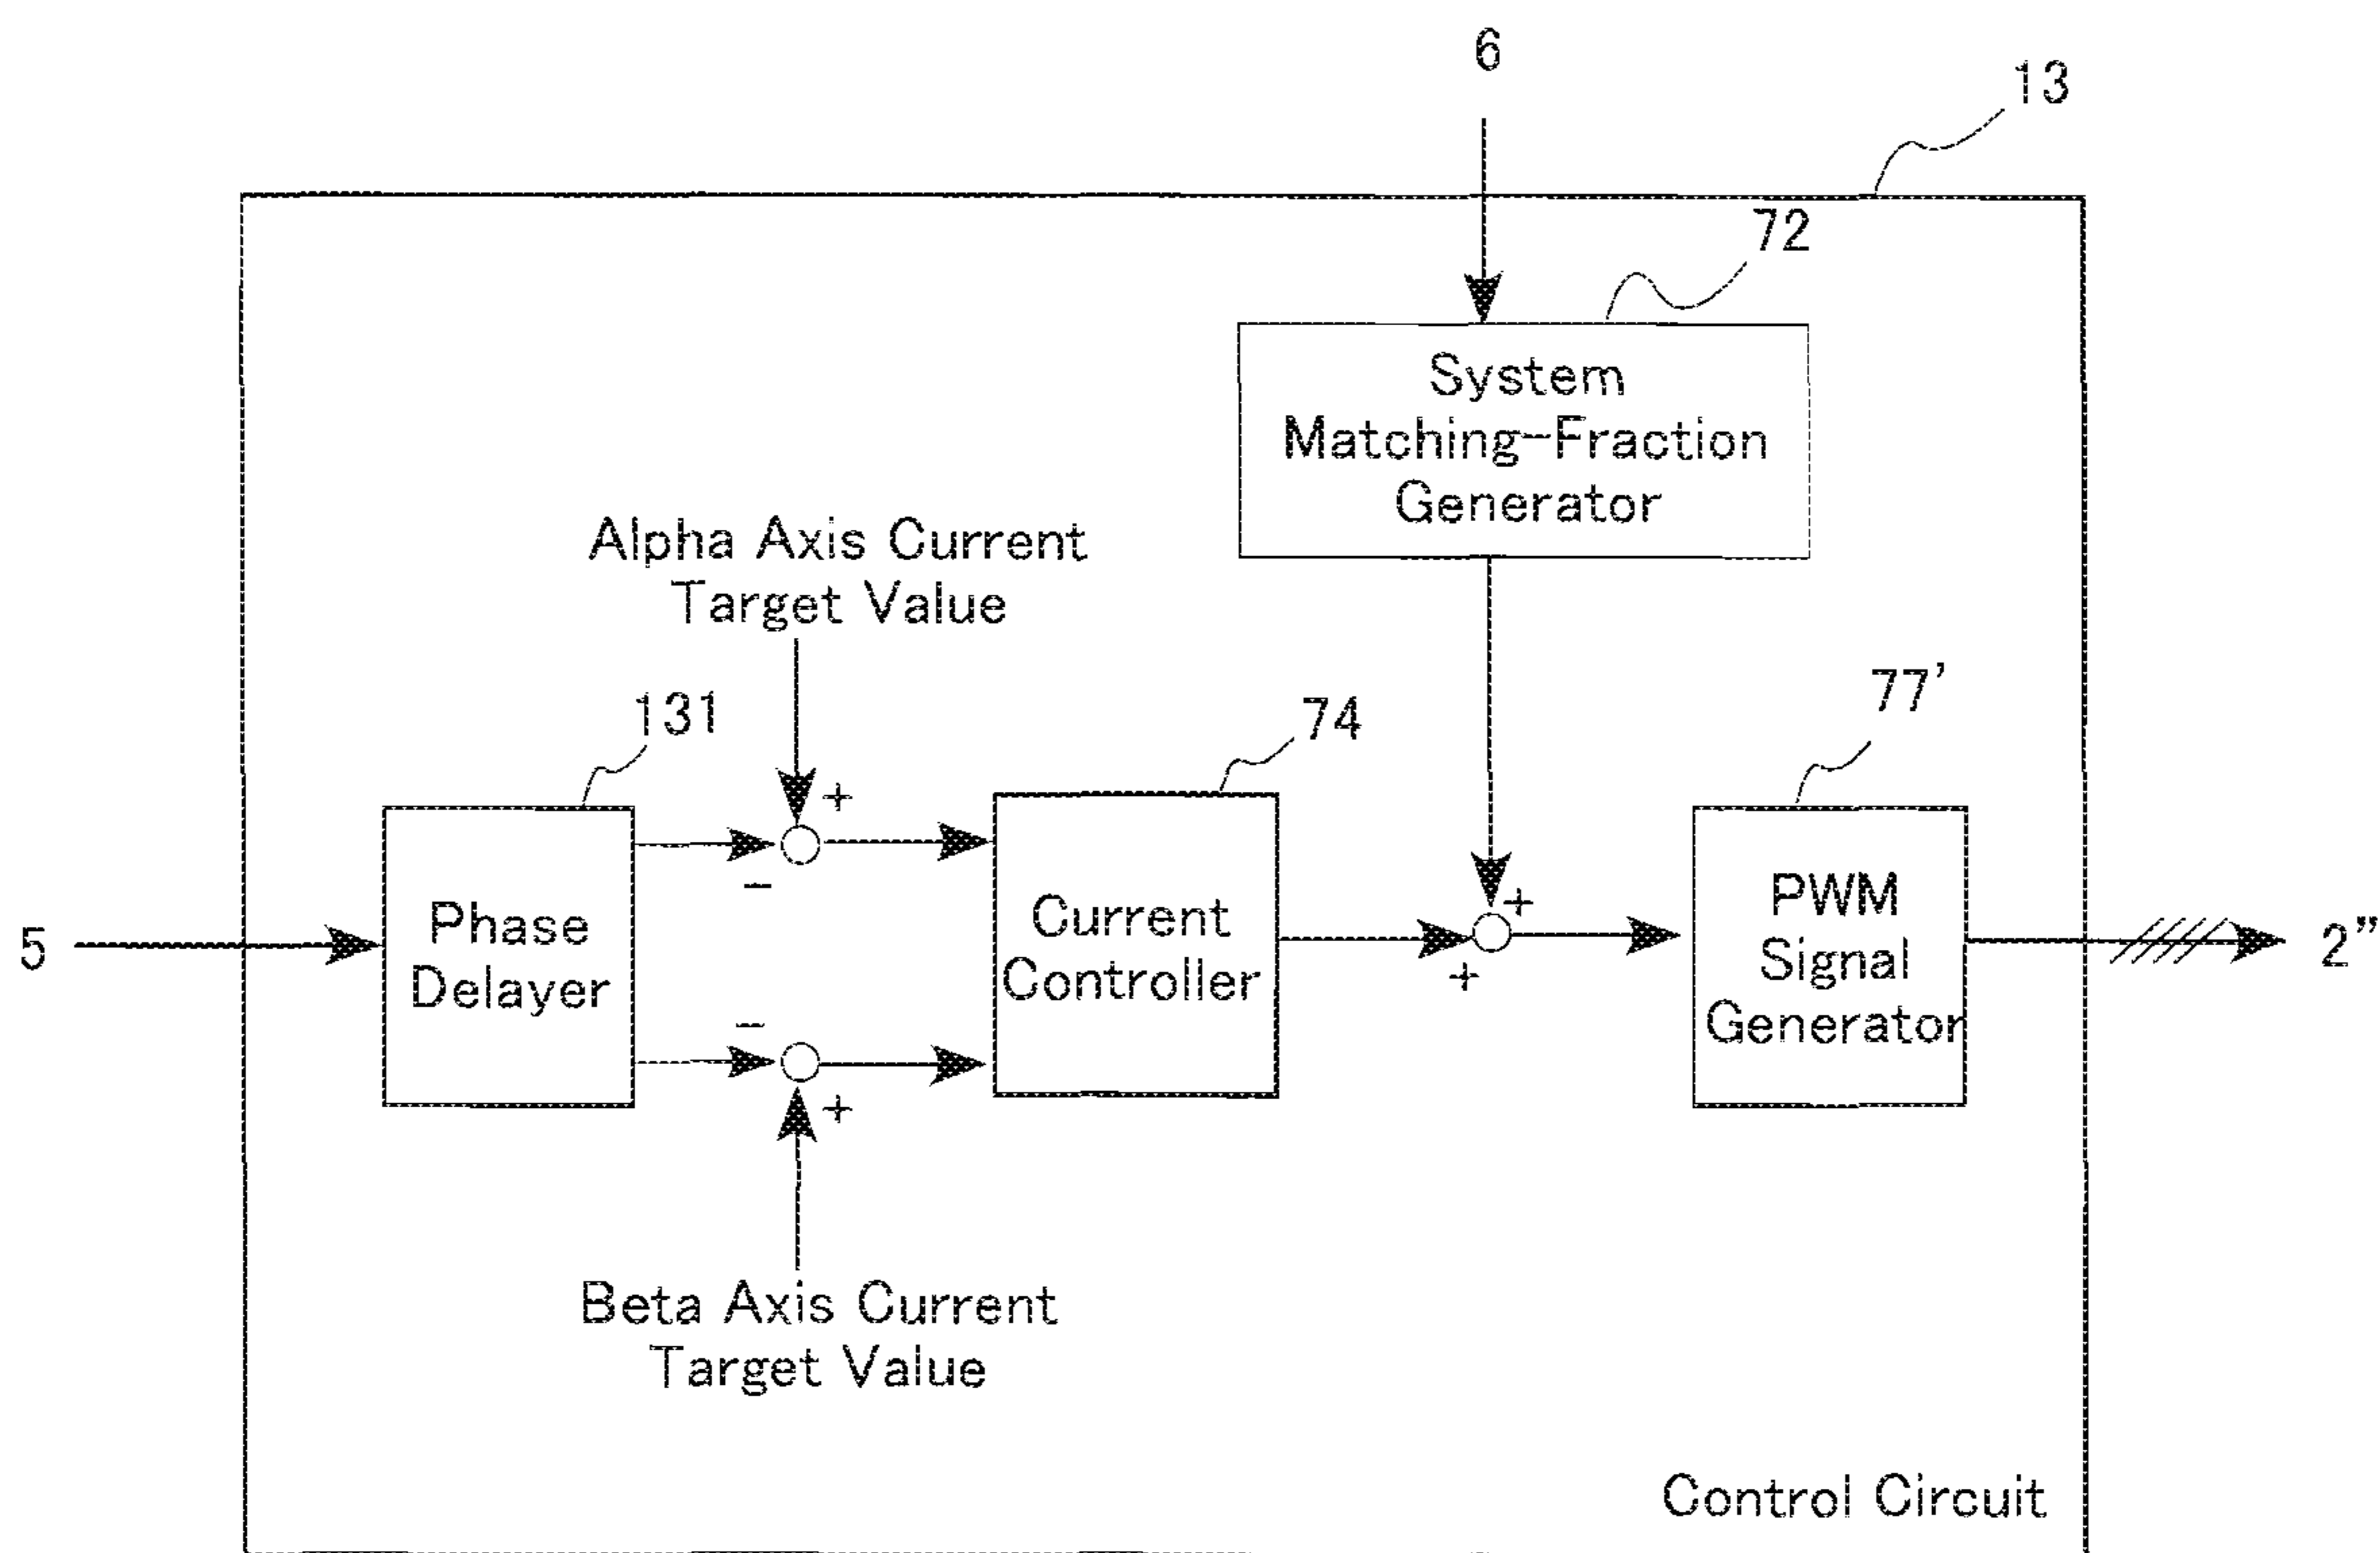 6
13
72
System
Matching-Fraction
Generator
Alpha Axis Current
Target Value
131
74
77'
+
-
+
+
Phase
Delayer
Current
Controller
PWM
Signal
Generator
5
2"
-
+
Beta Axis Current
Target Value
Control Circuit